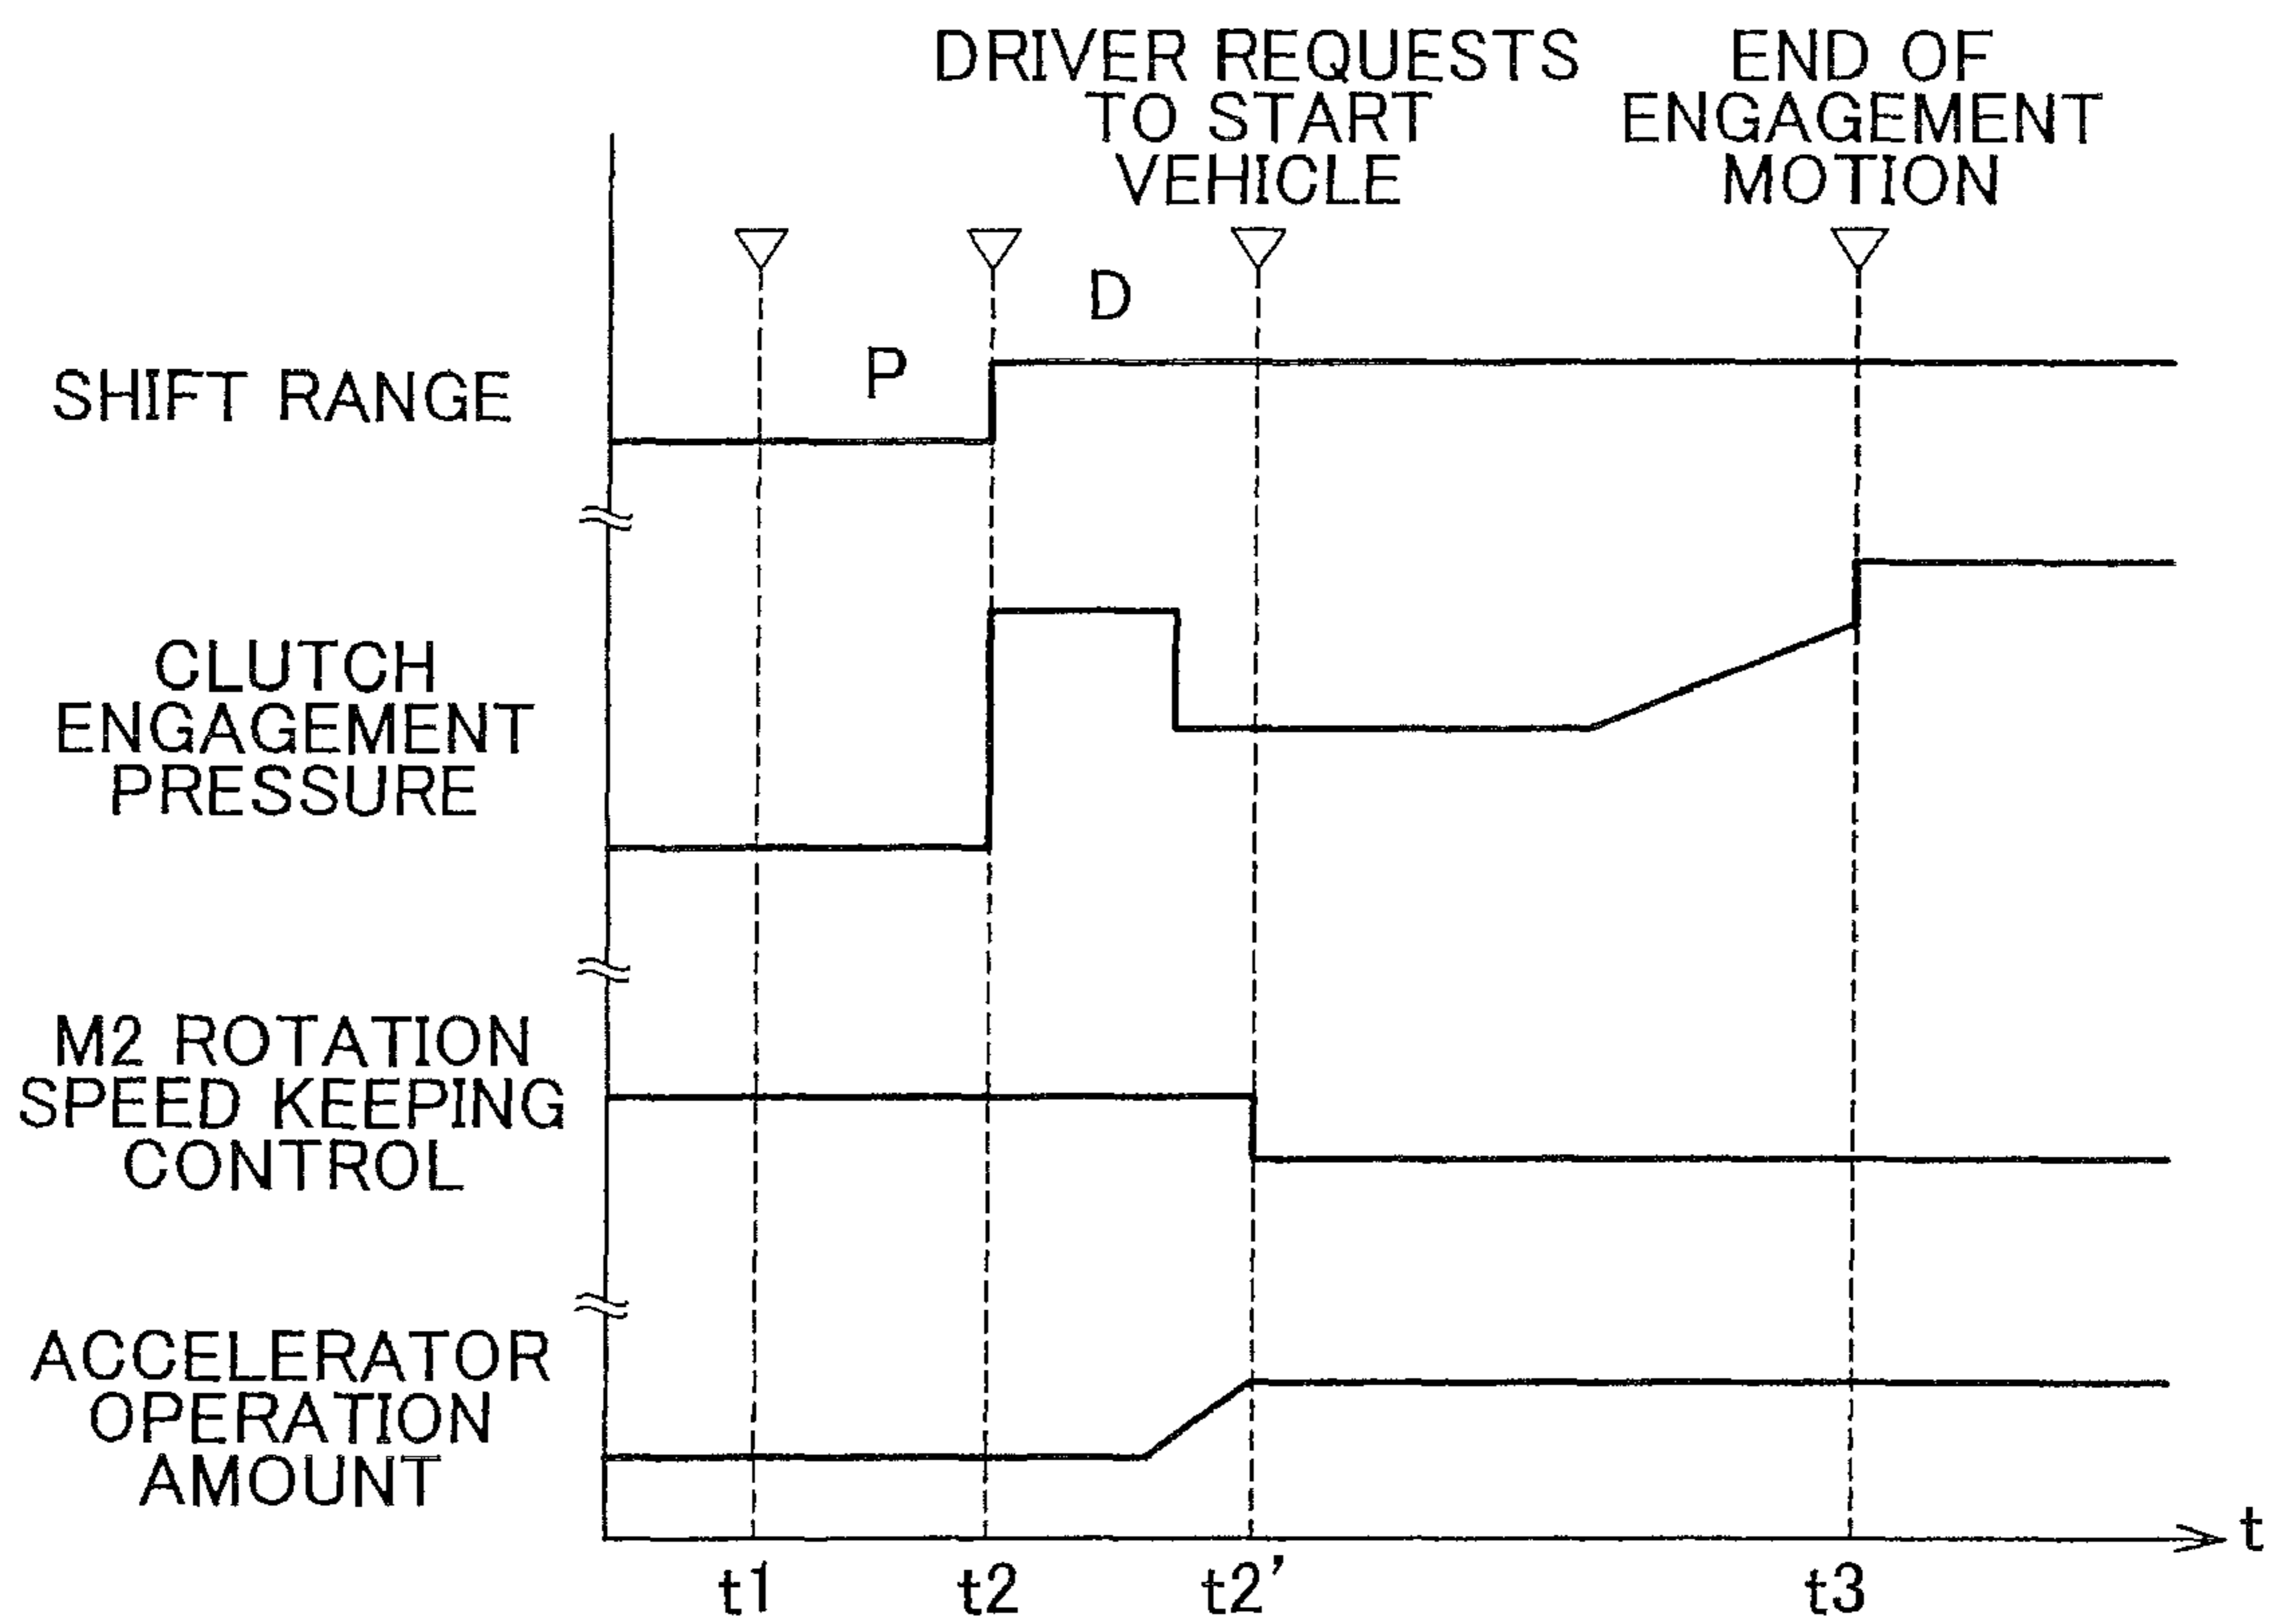 DRIVER REQUESTS
TO START
VEHICLE
END OF
ENGAGEMENT
MOTION
D
P
SHIFT RANGE
CLUTCH
ENGAGEMENT
PRESSURE
M2 ROTATION
SPEED KEEPING
CONTROL
ACCELERATOR
OPERATION
AMOUNT
t
t1
t2
t2'
t3